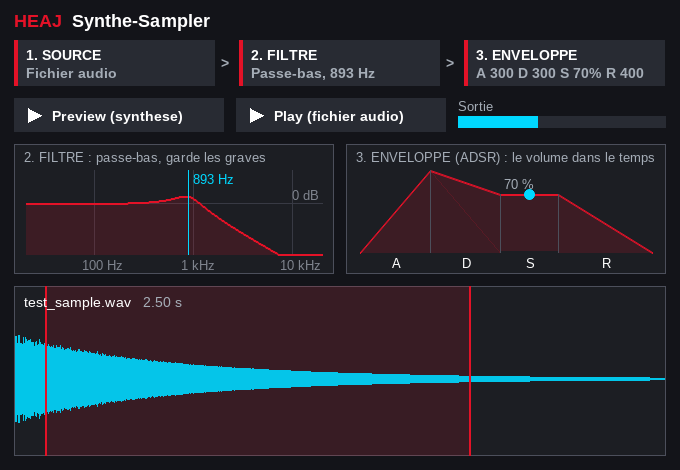 HEAJ Synthe-Sampler
1. SOURCE
Fichier audio
>
2. FILTRE
Passe-bas, 893 Hz
>
3. ENVELOPPE
A 300 D 300 S 70% R 400
Preview (synthese)
Play (fichier audio)
Sortie
2. FILTRE : passe-bas, garde les graves
893 Hz
0 dB
100 Hz
1 kHz
10 kHz
3. ENVELOPPE (ADSR) : le volume dans le temps
70 %
A D S R
test_sample.wav 2.50 s